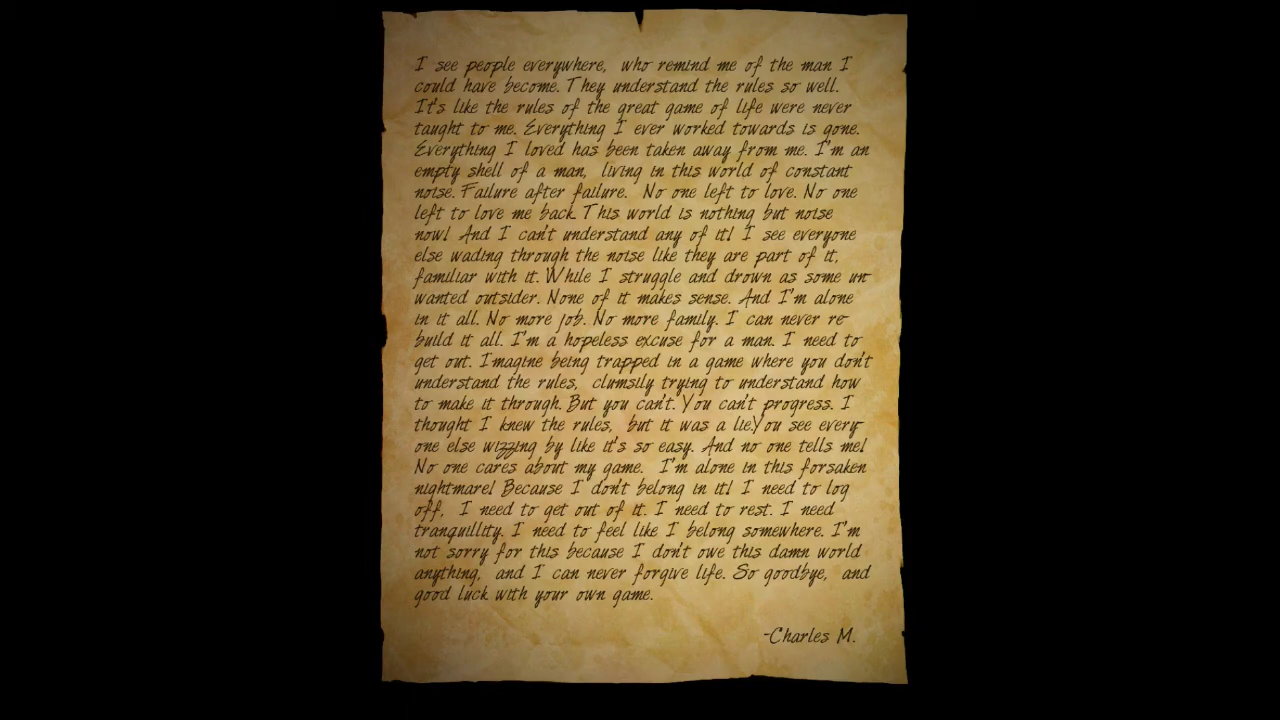 I see people everywhere, who remind me of the man I
could have become. They understand the rules so well.
It's like the rules of the great game of life were never
taught to me. Everything I ever worked towards is gone.
Everything I loved has been taken away from me. I'm an
empty shell of a man, living in this world of constant
noise. Failure after failure. No one left to love. No one
left to love me back. This world is nothing but noise
now! And I can't understand any of it! I see everyone
else wading through the noise like they are part of it,
familiar with it. While I struggle and drown as some un-
wanted outsider. None of it makes sense. And I'm alone
in it all. No more job. No more family. I can never re-
build it all. I'm a hopeless excuse for a man. I need to
get out. Imagine being trapped in a game where you don't
understand the rules, clumsily trying to understand how
to make it through. But you can't. You can't progress. I
thought I knew the rules, but it was a lie.You see every-
one else wizzing by like it's so easy. And no one tells me!
No one cares about my game. I'm alone in this forsaken
nightmare! Because I don't belong in it! I need to log
off, I need to get out of it. I need to rest. I need
tranquillity. I need to feel like I belong somewhere. I'm
not sorry for this because I don't owe this damn world
anything, and I can never forgive life. So goodbye, and
good luck with your own game.
-Charles M.